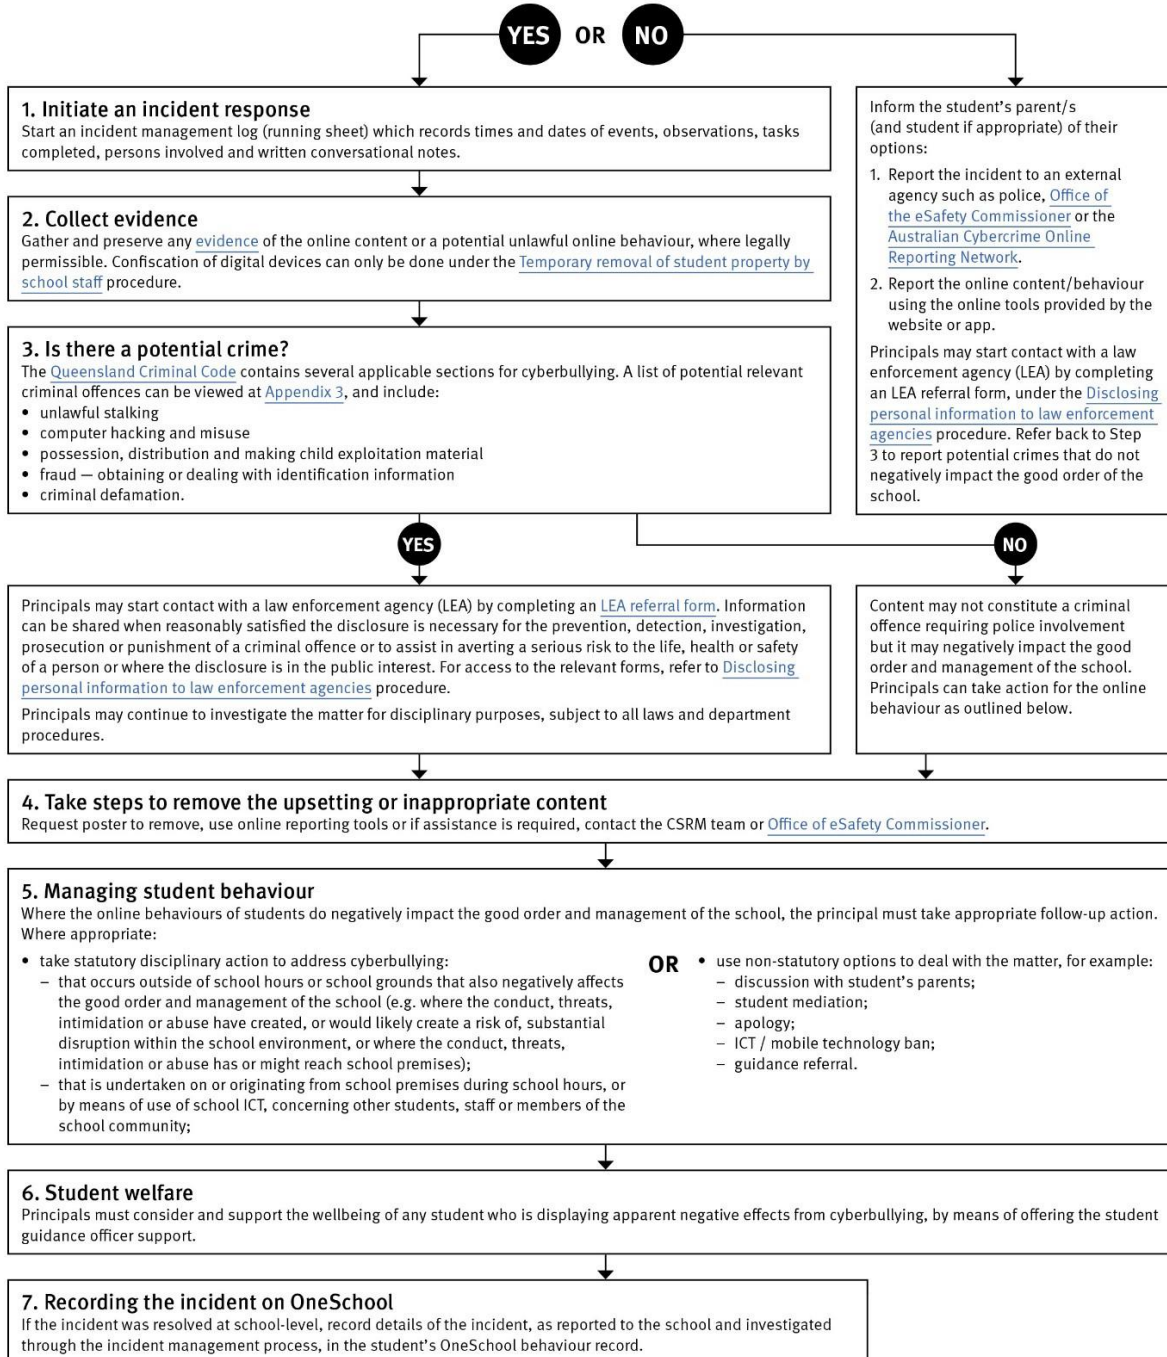 YES OR NO
1. Initiate an incident response
Start an incident management log (running sheet) which records times and dates of events, observations, tasks
completed, persons involved and written conversational notes.
2. Collect evidence
Gather and preserve any evidence of the online content or a potential unlawful online behaviour, where legally
permissible. Confiscation of digital devices can only be done under the Temporary removal of student property by
school staff procedure.
3. Is there a potential crime?
The Queensland Criminal Code contains several applicable sections for cyberbullying. A list of potential relevant
criminal offences can be viewed at Appendix 3, and include:
• unlawful stalking
• computer hacking and misuse
• possession, distribution and making child exploitation material
• fraud — obtaining or dealing with identification information
• criminal defamation.
Inform the student's parent/s
(and student if appropriate) of their
options:
1. Report the incident to an external
agency such as police, Office of
the eSafety Commissioner or the
Australian Cybercrime Online
Reporting Network.
2. Report the online content/behaviour
using the online tools provided by the
website or app.
Principals may start contact with a law
enforcement agency (LEA) by completing
an LEA referral form, under the Disclosing
personal information to law enforcement
agencies procedure. Refer back to Step
3 to report potential crimes that do not
negatively impact the good order of the
school.
YES
NO
Principals may start contact with a law enforcement agency (LEA) by completing an LEA referral form. Information
can be shared when reasonably satisfied the disclosure is necessary for the prevention, detection, investigation,
prosecution or punishment of a criminal offence or to assist in averting a serious risk to the life, health or safety
of a person or where the disclosure is in the public interest. For access to the relevant forms, refer to Disclosing
personal information to law enforcement agencies procedure.
Principals may continue to investigate the matter for disciplinary purposes, subject to all laws and department
procedures.
Content may not constitute a criminal
offence requiring police involvement
but it may negatively impact the good
order and management of the school.
Principals can take action for the online
behaviour as outlined below.
4. Take steps to remove the upsetting or inappropriate content
Request poster to remove, use online reporting tools or if assistance is required, contact the CSRM team or Office of eSafety Commissioner.
5. Managing student behaviour
Where the online behaviours of students do negatively impact the good order and management of the school, the principal must take appropriate follow-up action.
Where appropriate:
• take statutory disciplinary action to address cyberbullying:
– that occurs outside of school hours or school grounds that also negatively affects
the good order and management of the school (e.g. where the conduct, threats,
intimidation or abuse have created, or would likely create a risk of, substantial
disruption within the school environment, or where the conduct, threats,
intimidation or abuse has or might reach school premises);
– that is undertaken on or originating from school premises during school hours, or
by means of use of school ICT, concerning other students, staff or members of the
school community;
OR
• use non-statutory options to deal with the matter, for example:
– discussion with student's parents;
– student mediation;
– apology;
– ICT / mobile technology ban;
– guidance referral.
6. Student welfare
Principals must consider and support the wellbeing of any student who is displaying apparent negative effects from cyberbullying, by means of offering the student
guidance officer support.
7. Recording the incident on OneSchool
If the incident was resolved at school-level, record details of the incident, as reported to the school and investigated
through the incident management process, in the student's OneSchool behaviour record.